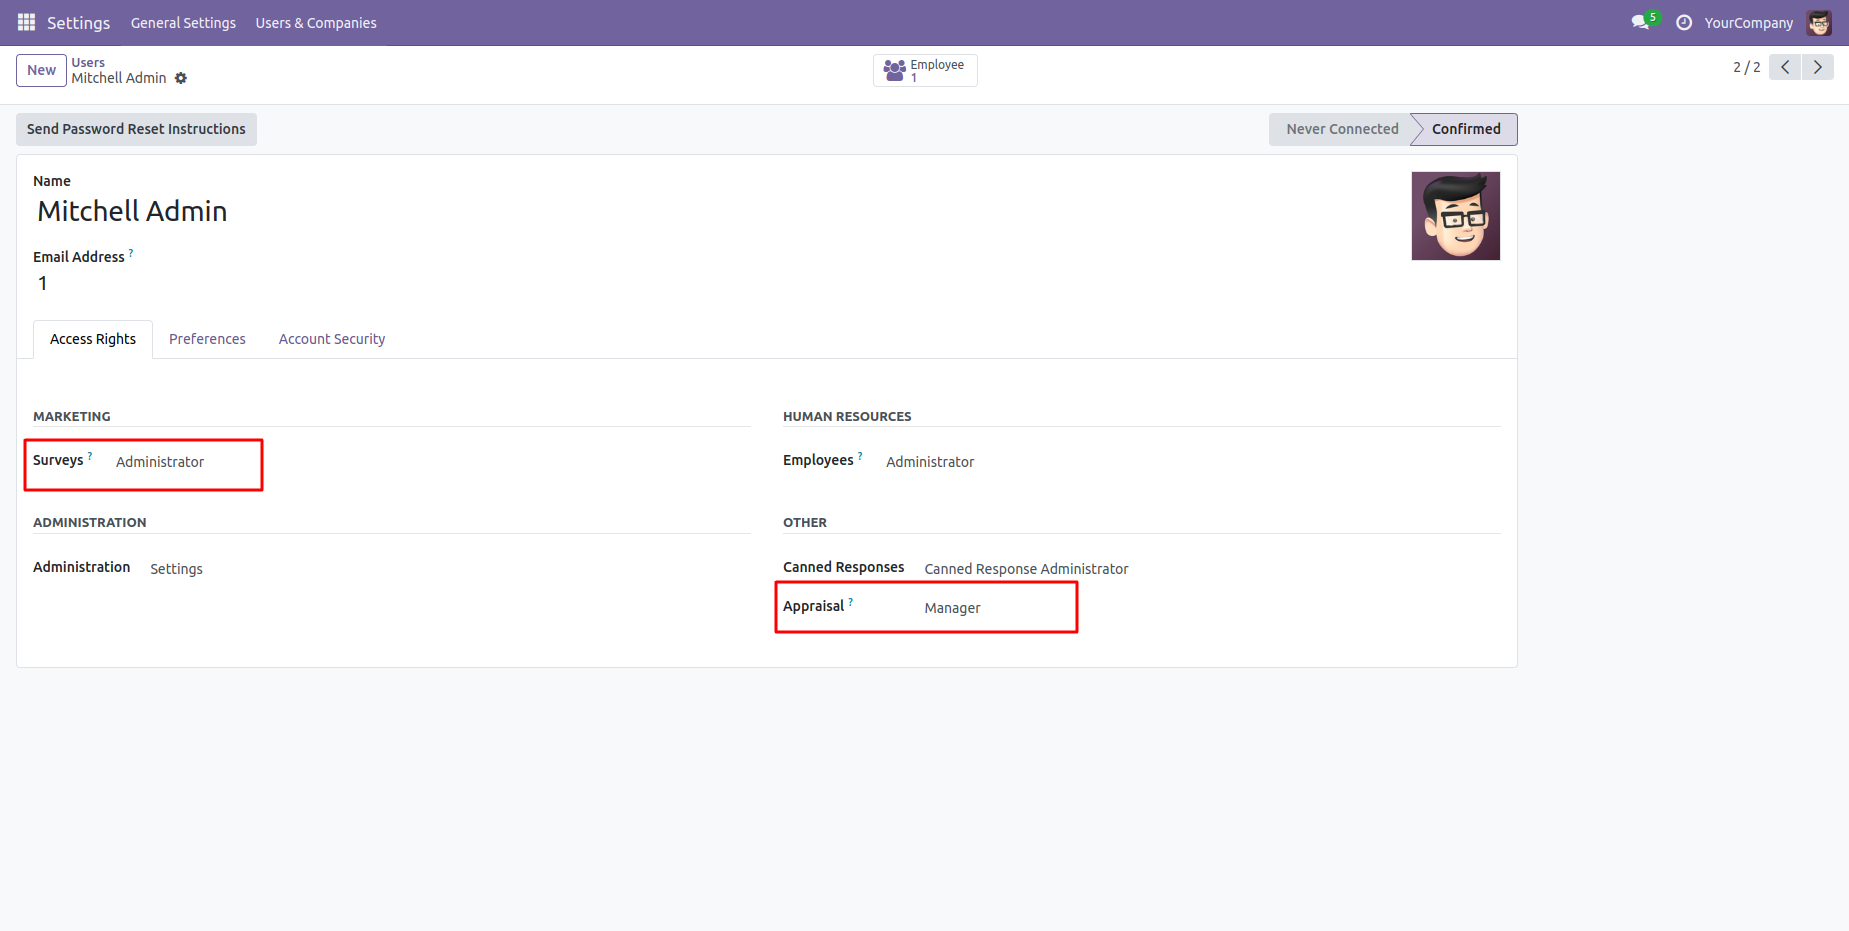 Settings General Settings Users & Companies 5 YourCompany
New Users
Mitchell Admin
Employee
1
2 / 2
Send Password Reset Instructions
Never Connected Confirmed
Name
Mitchell Admin
Email Address ?
1
Access Rights Preferences Account Security
MARKETING
Surveys ? Administrator
HUMAN RESOURCES
Employees ? Administrator
ADMINISTRATION
Administration Settings
OTHER
Canned Responses Canned Response Administrator
Appraisal ? Manager